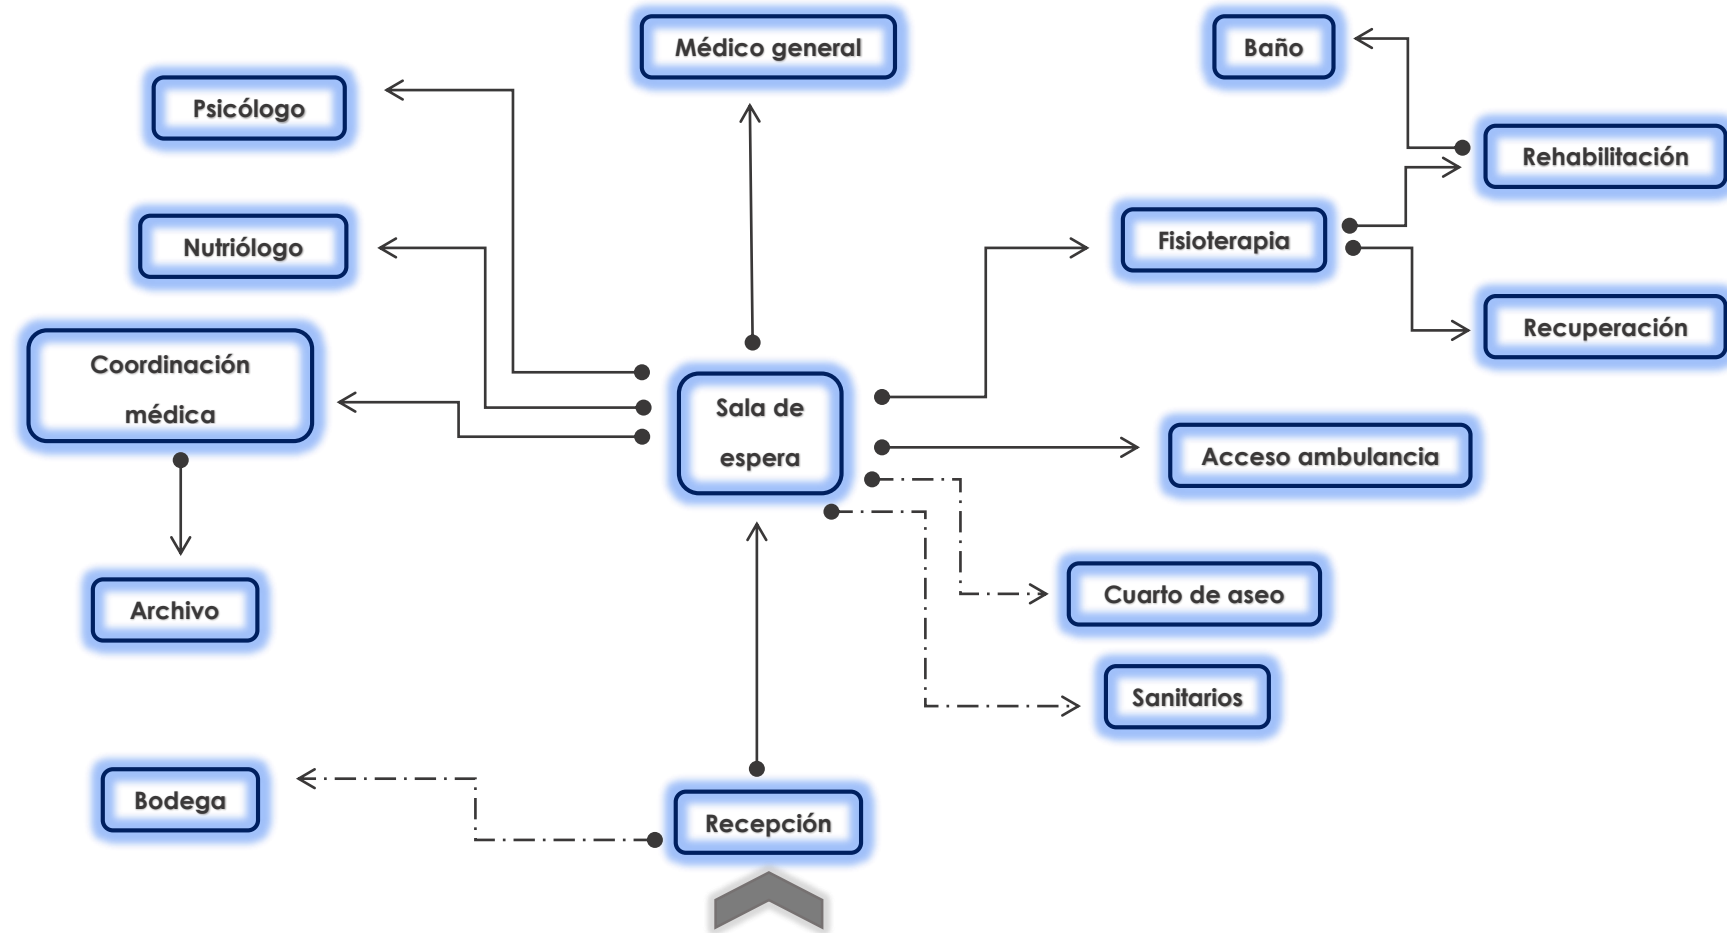 Médico general
Baño
Psicólogo
Rehabilitación
Fisioterapia
Nutriólogo
Recuperación
Coordinación
médica
Sala de
espera
Acceso ambulancia
Cuarto de aseo
Archivo
Sanitarios
Bodega
Recepción